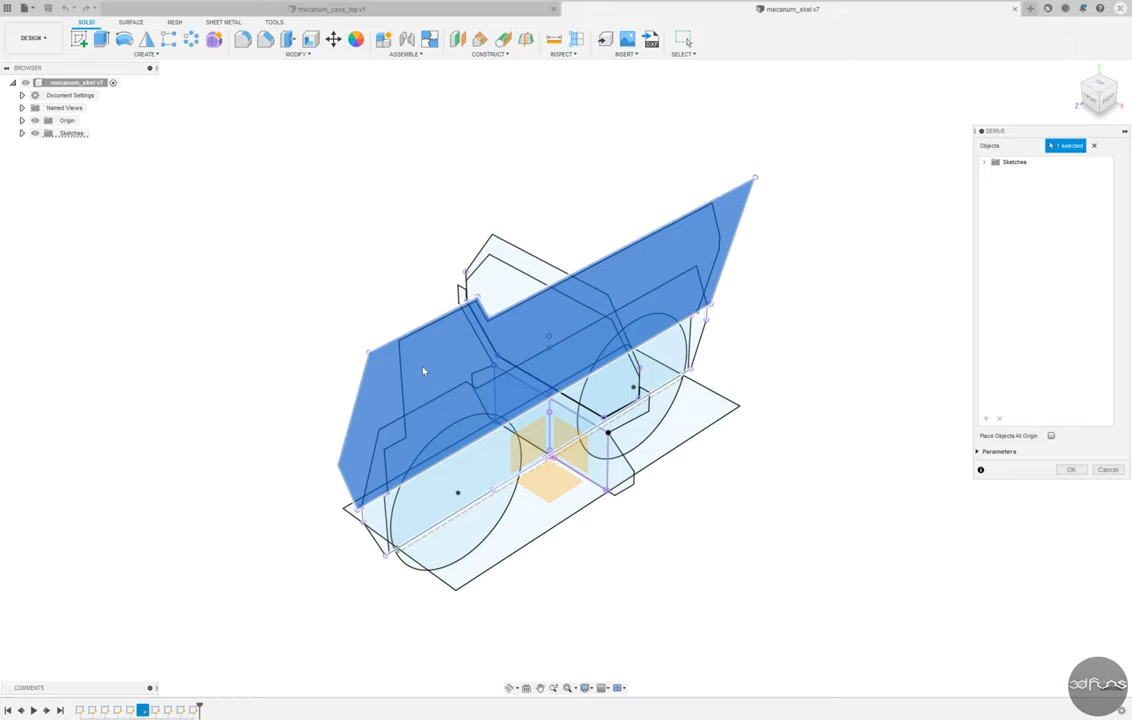 mecanum_case_top v1
mecanum_skel v7
SOLID
SURFACE
MESH
SHEET METAL
TOOLS
DESIGN
CREATE
MODIFY
ASSEMBLE
CONSTRUCT
INSPECT
INSERT
SELECT
DXF
BROWSER
mecanum_skel v7
Document Settings
Named Views
Origin
Sketches
Z
X
DERIVE
Objects
1 selected
Sketches
Place Objects At Origin
Parameters
OK
Cancel
COMMENTS
3dfuns